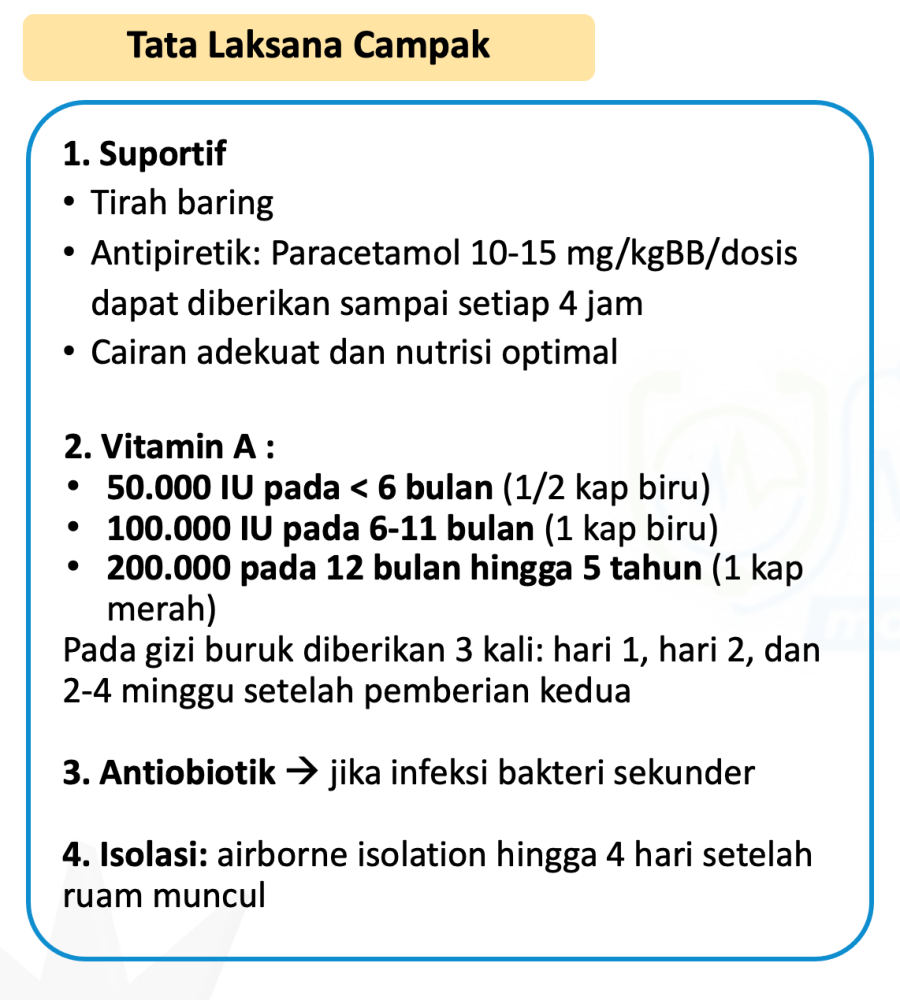 Tata Laksana Campak
1. Suportif
• Tirah baring
• Antipiretik: Paracetamol 10-15 mg/kgBB/dosis
dapat diberikan sampai setiap 4 jam
• Cairan adekuat dan nutrisi optimal
2. Vitamin A :
• 50.000 IU pada < 6 bulan (1/2 kap biru)
• 100.000 IU pada 6-11 bulan (1 kap biru)
• 200.000 pada 12 bulan hingga 5 tahun (1 kap
merah)
Pada gizi buruk diberikan 3 kali: hari 1, hari 2, dan
2-4 minggu setelah pemberian kedua
3. Antiobiotik → jika infeksi bakteri sekunder
4. Isolasi: airborne isolation hingga 4 hari setelah
ruam muncul